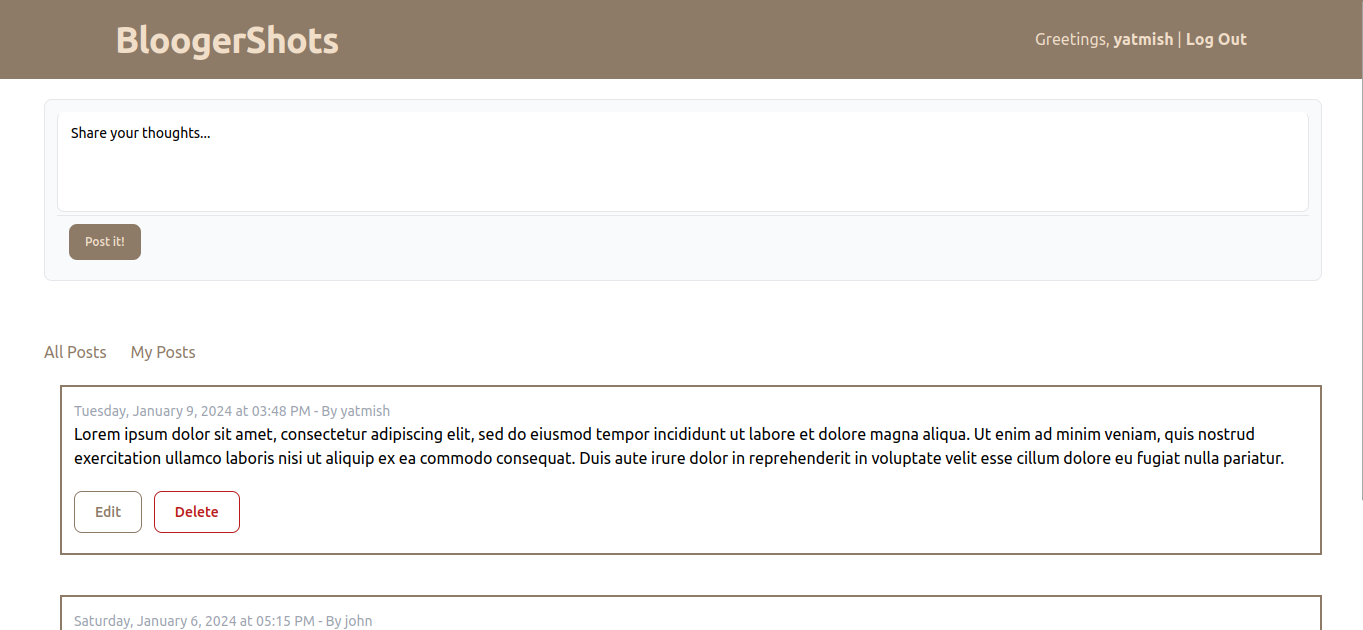 BloogerShots
Greetings, yatmish | Log Out
Share your thoughts...
Post it!
All Posts My Posts
Tuesday, January 9, 2024 at 03:48 PM - By yatmish
Lorem ipsum dolor sit amet, consectetur adipiscing elit, sed do eiusmod tempor incididunt ut labore et dolore magna aliqua. Ut enim ad minim veniam, quis nostrud
exercitation ullamco laboris nisi ut aliquip ex ea commodo consequat. Duis aute irure dolor in reprehenderit in voluptate velit esse cillum dolore eu fugiat nulla pariatur.
Edit Delete
Saturday, January 6, 2024 at 05:15 PM - By john